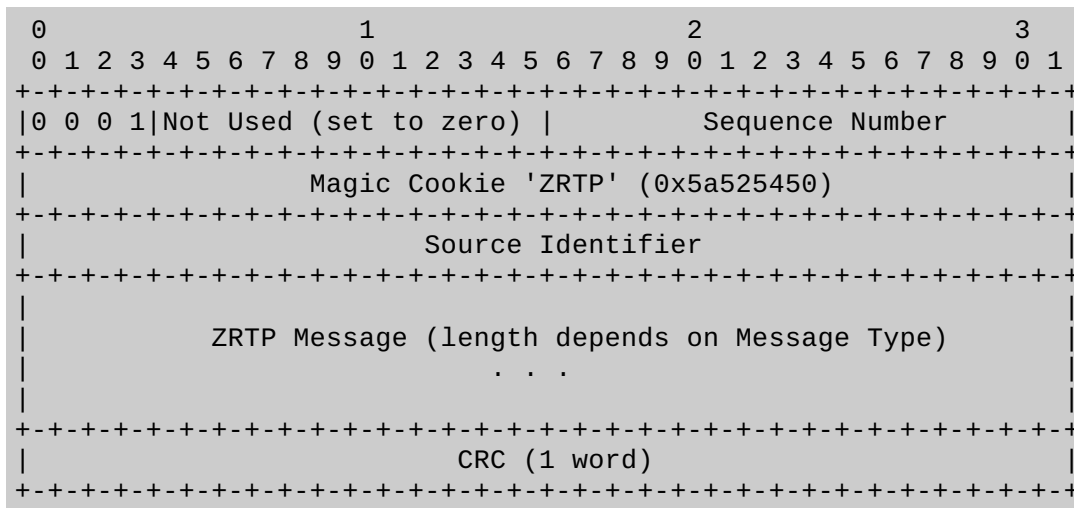 0                   1                   2                   3
 0 1 2 3 4 5 6 7 8 9 0 1 2 3 4 5 6 7 8 9 0 1 2 3 4 5 6 7 8 9 0 1
+-+-+-+-+-+-+-+-+-+-+-+-+-+-+-+-+-+-+-+-+-+-+-+-+-+-+-+-+-+-+-+-+
|0 0 0 1|Not Used (set to zero) |         Sequence Number       |
+-+-+-+-+-+-+-+-+-+-+-+-+-+-+-+-+-+-+-+-+-+-+-+-+-+-+-+-+-+-+-+-+
|                 Magic Cookie 'ZRTP' (0x5a525450)              |
+-+-+-+-+-+-+-+-+-+-+-+-+-+-+-+-+-+-+-+-+-+-+-+-+-+-+-+-+-+-+-+-+
|                        Source Identifier                      |
+-+-+-+-+-+-+-+-+-+-+-+-+-+-+-+-+-+-+-+-+-+-+-+-+-+-+-+-+-+-+-+-+
|                                                               |
|           ZRTP Message (length depends on Message Type)       |
|                            . . .                              |
|                                                               |
+-+-+-+-+-+-+-+-+-+-+-+-+-+-+-+-+-+-+-+-+-+-+-+-+-+-+-+-+-+-+-+-+
|                          CRC (1 word)                         |
+-+-+-+-+-+-+-+-+-+-+-+-+-+-+-+-+-+-+-+-+-+-+-+-+-+-+-+-+-+-+-+-+